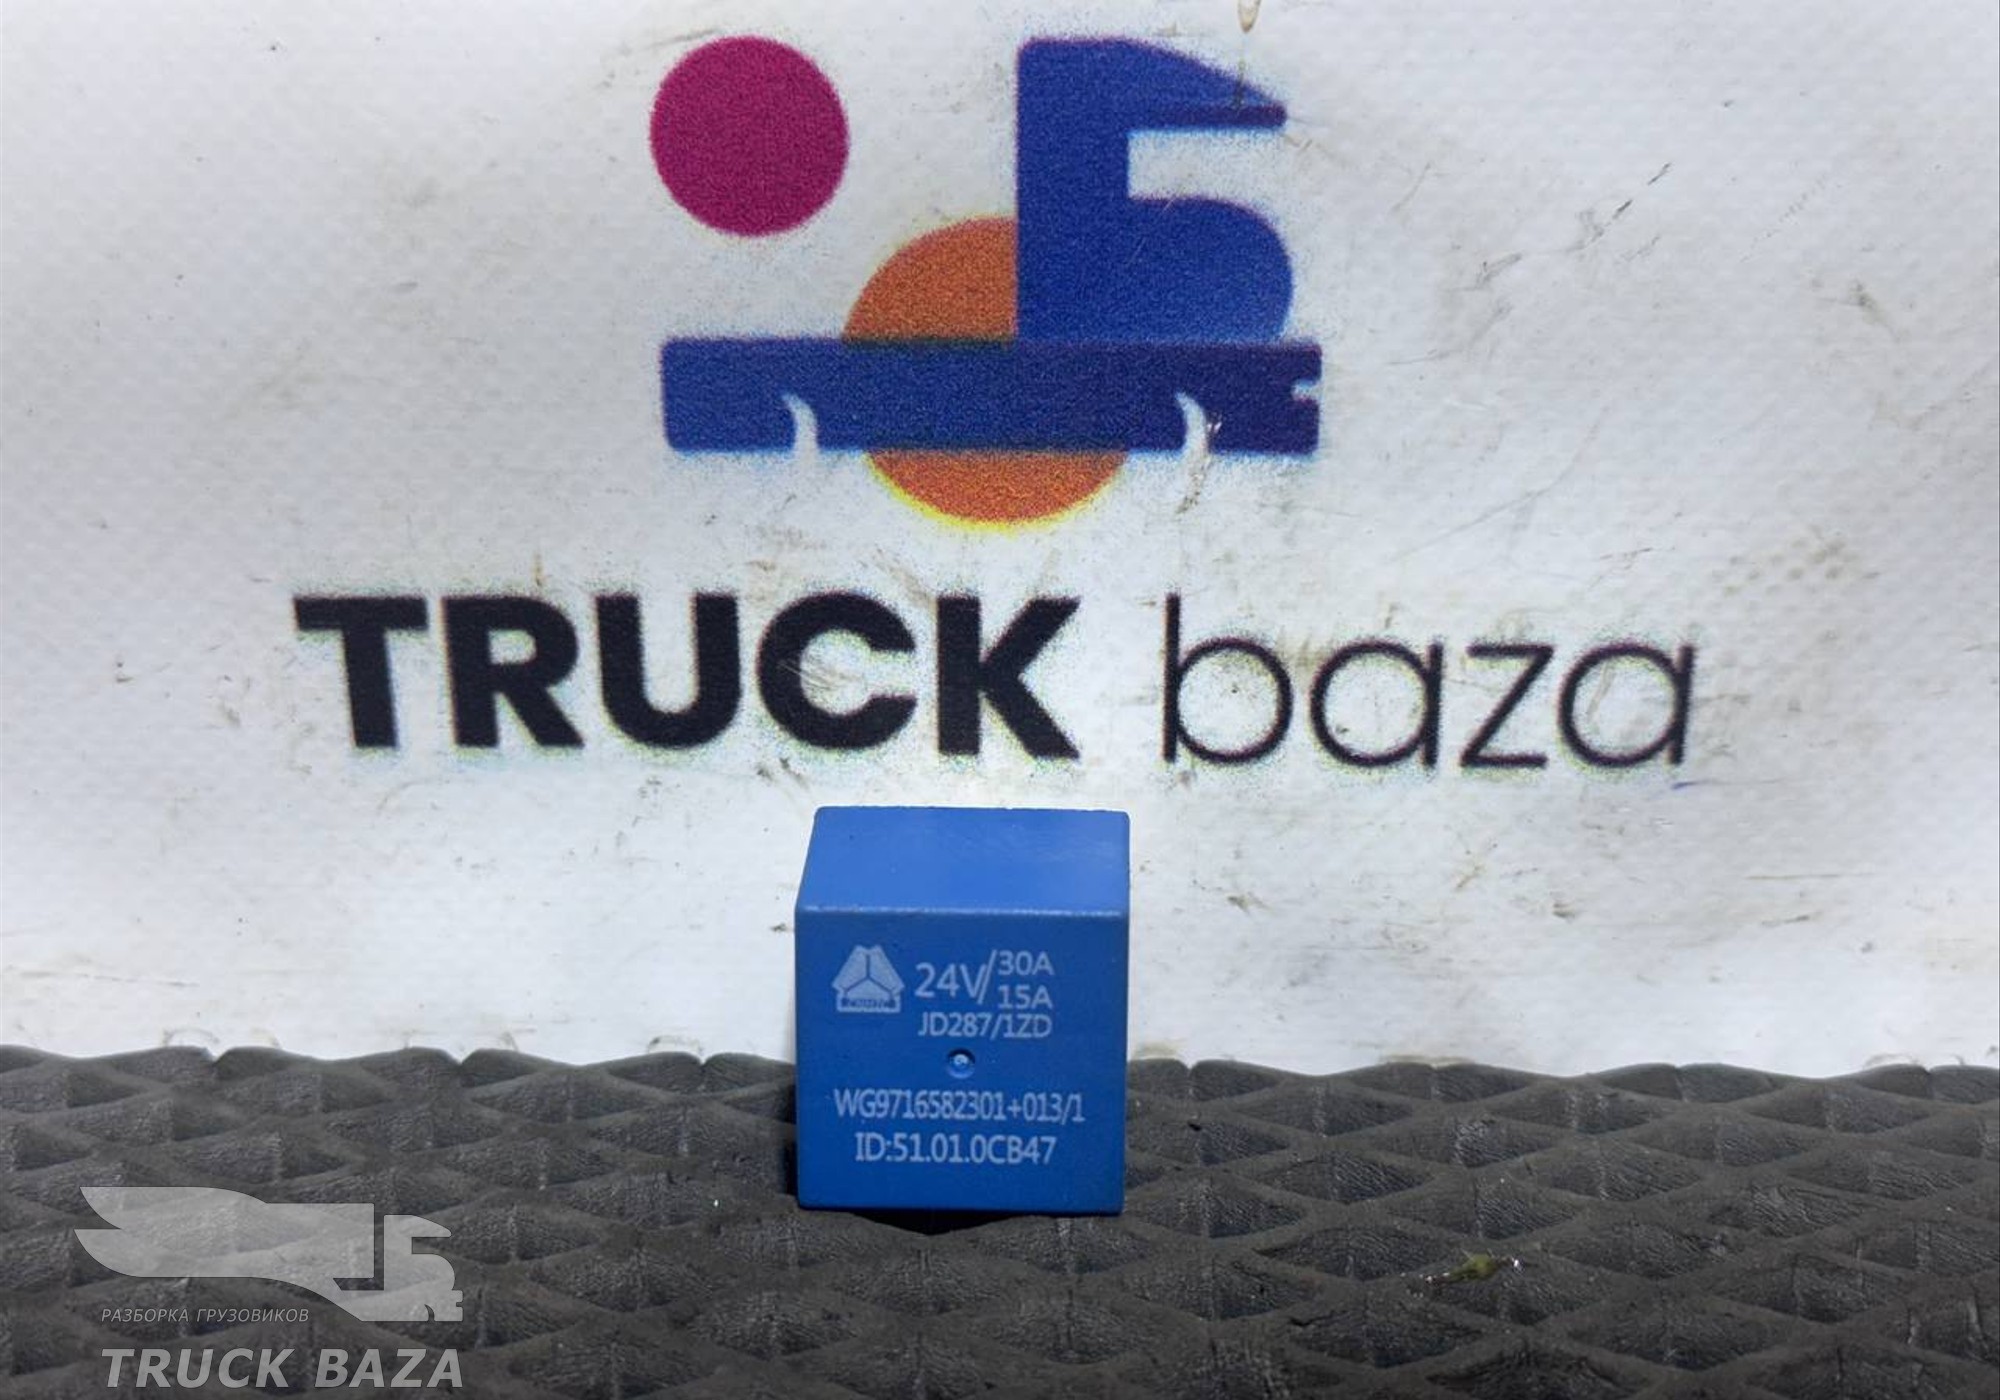 TRUCK baza
24V/30A
15A
JD287/1ZD
WG9716582301+013/1
ID:51.01.0CB47
РАЗБОРКА ГРУЗОВИКОВ
TRUCK BAZA